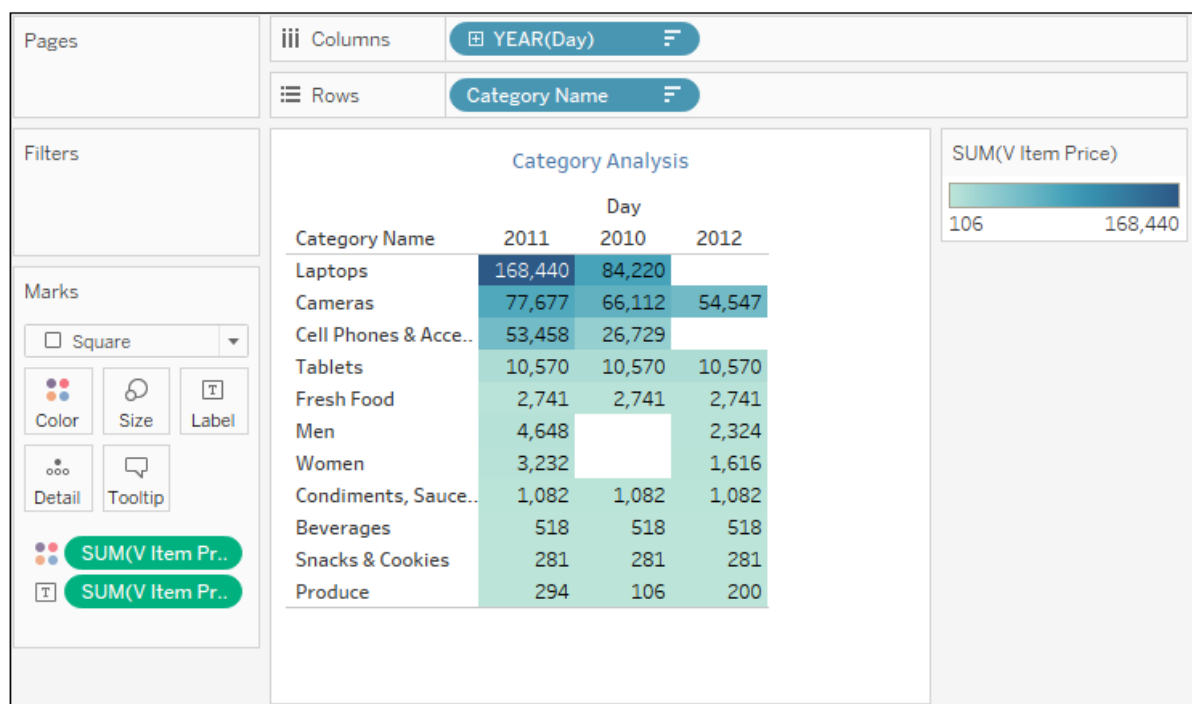 Pages
Columns
YEAR(Day)
Rows
Category Name
Filters
Category Analysis
SUM(V Item Price)
106 168,440
Day
Category Name 2011 2010 2012
Laptops 168,440 84,220
Cameras 77,677 66,112 54,547
Cell Phones & Acce.. 53,458 26,729
Tablets 10,570 10,570 10,570
Fresh Food 2,741 2,741 2,741
Men 4,648 2,324
Women 3,232 1,616
Condiments, Sauce.. 1,082 1,082 1,082
Beverages 518 518 518
Snacks & Cookies 281 281 281
Produce 294 106 200
Marks
Square
Color Size T Label
Detail Tooltip
SUM(V Item Pr..
T SUM(V Item Pr..